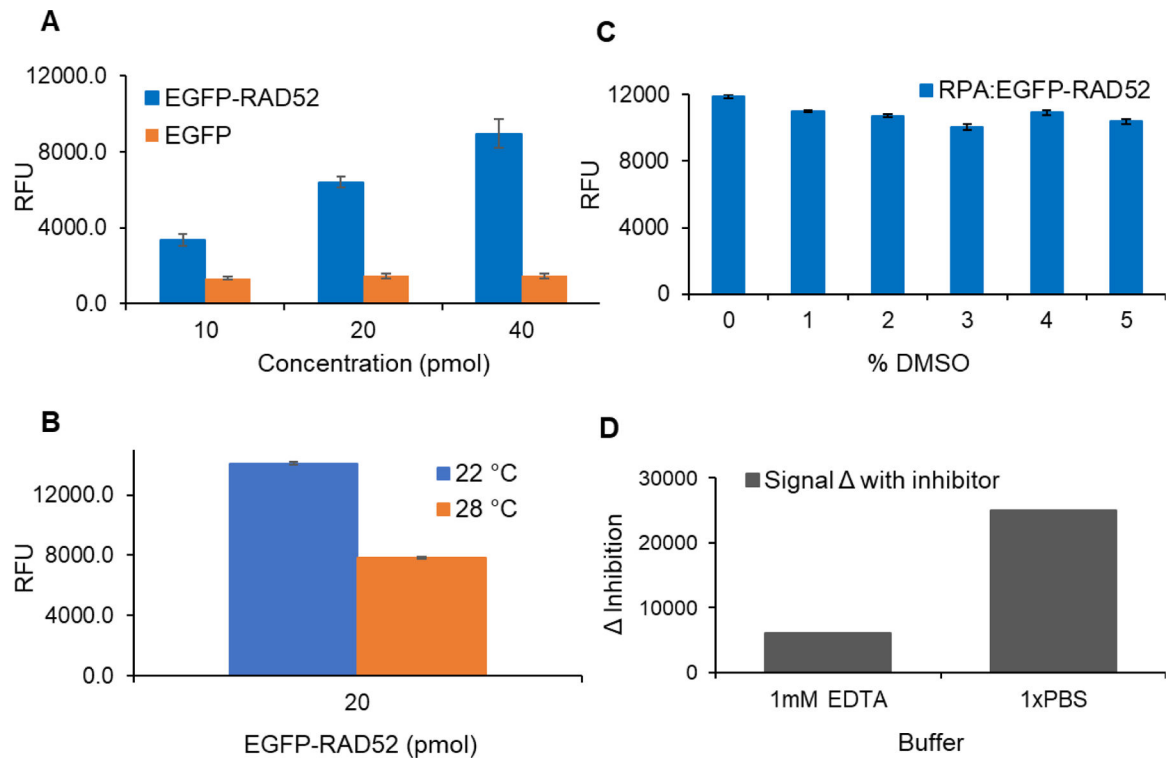 A
12000.0
8000.0
4000.0
0.0
RFU
EGFP-RAD52
EGFP
10 20 40
Concentration (pmol)
C
12000
8000
4000
0
RFU
RPA:EGFP-RAD52
0 1 2 3 4 5
% DMSO
B
12000.0
8000.0
4000.0
0.0
RFU
22 °C
28 °C
20
EGFP-RAD52 (pmol)
D
30000
20000
10000
0
Δ Inhibition
Signal Δ with inhibitor
1mM EDTA 1xPBS
Buffer